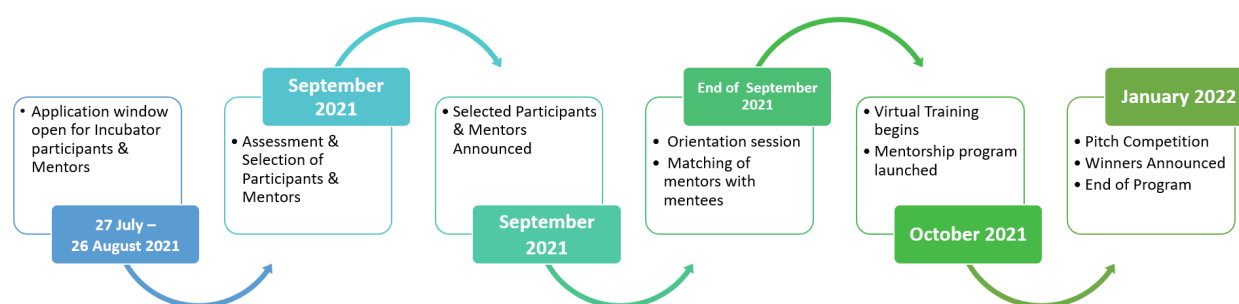 • Application window
open for Incubator
participants &
Mentors
27 July –
26 August 2021
September
2021
• Assessment &
Selection of
Participants &
Mentors
• Selected Participants
& Mentors
Announced
September
2021
End of September
2021
• Orientation session
• Matching of
mentors with
mentees
• Virtual Training
begins
• Mentorship program
launched
October 2021
January 2022
• Pitch Competition
• Winners Announced
• End of Program